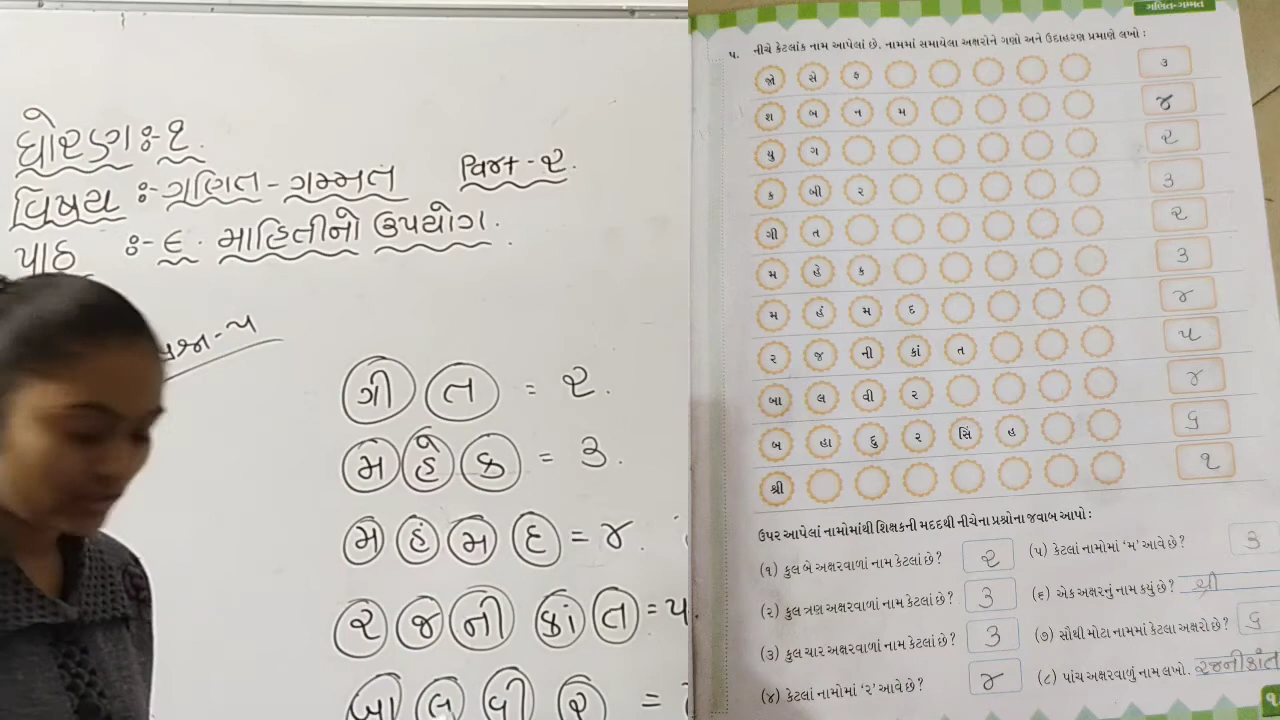 ધોરણ :- ૧.
વિષય :- ગણિત - ગમ્મત
પાઠ :- ૬. માહિતીનો ઉપયોગ.
પ્રશ્ન-૫
ગી ત = ૨.
મ હે ક = ૩.
મ હં મ દ = ૪.
ર જ ની કાં ત = ૫.
બા લ વી ર =
ગણિત-ગમ્મત
૫. નીચે કેટલાંક નામ આપેલાં છે. નામમાં સમાયેલા અક્ષરોને ગણો અને ઉદાહરણ પ્રમાણે લખો :
જો સે ફ ૩
શ બ ન મ ૪
યુ ગ ૨
ક બી ર ૩
ગી ત ૨
મ હે ક ૩
મ હં મ દ ૪
ર જ ની કાં ત ૫
બા લ વી ર ૪
બ હા દુ ર સિં હ ૬
શ્રી ૧
ઉપર આપેલાં નામોમાંથી શિક્ષકની મદદથી નીચેના પ્રશ્નોના જવાબ આપો :
(૧) કુલ બે અક્ષરવાળાં નામ કેટલાં છે? ૨
(૨) કુલ ત્રણ અક્ષરવાળાં નામ કેટલાં છે? ૩
(૩) કુલ ચાર અક્ષરવાળાં નામ કેટલાં છે? ૩
(૪) કેટલાં નામોમાં ‘ર’ આવે છે? ૪
(૫) કેટલાં નામોમાં ‘મ’ આવે છે? ૩
(૬) એક અક્ષરનું નામ કયું છે? શ્રી
(૭) સૌથી મોટા નામમાં કેટલા અક્ષરો છે? ૬
(૮) પાંચ અક્ષરવાળું નામ લખો. રજનીકાંત